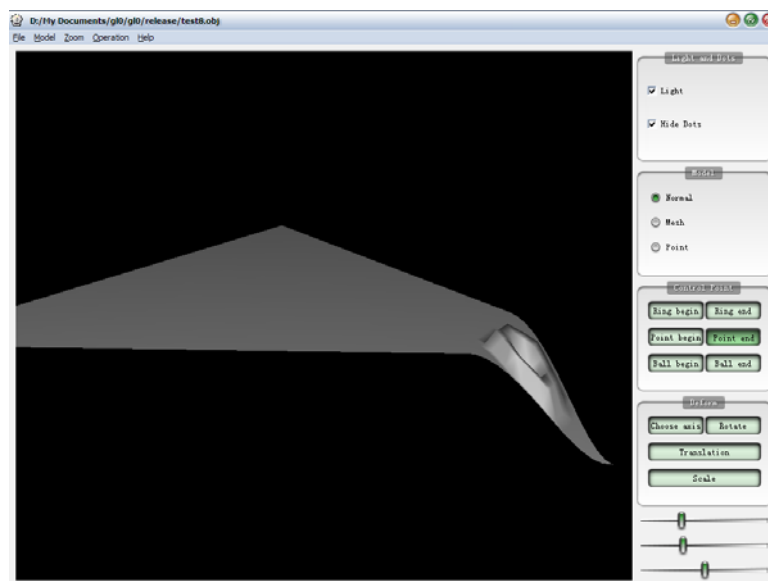 D:/My Documents/gl0/gl0/release/test8.obj
File Model Zoom Operation Help
Light and Dots
Light
Hide Dots
Model
Normal
Mesh
Point
Control Point
Ring begin Ring end
Point begin Point end
Ball begin Ball end
Deform
Choose axis Rotate
Translation
Scale